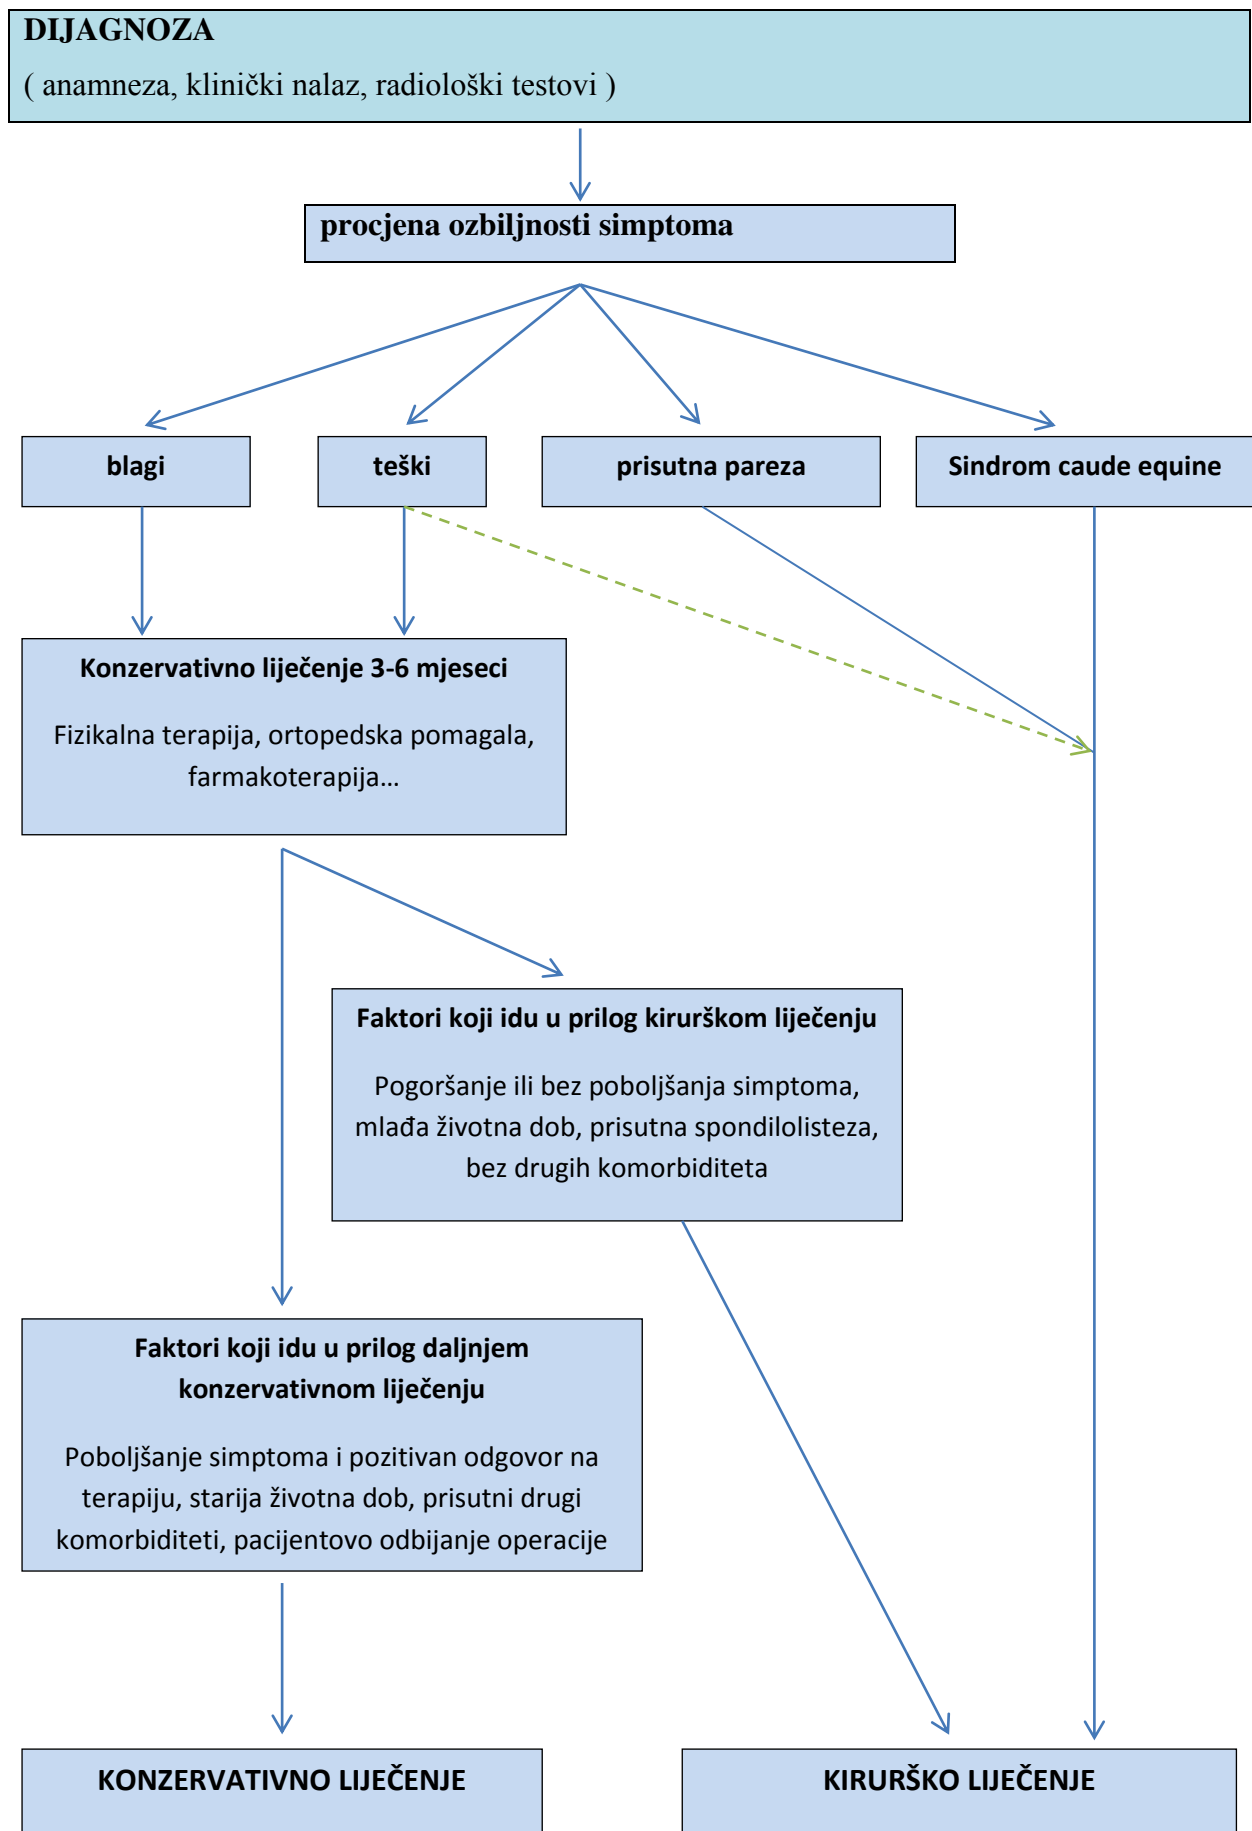 DIJAGNOZA
( anamneza, klinički nalaz, radiološki testovi )
procjena ozbiljnosti simptoma
blagi
teški
prisutna pareza
Sindrom caude equine
Konzervativno liječenje 3-6 mjeseci
Fizikalna terapija, ortopedska pomagala,
farmakoterapija...
Faktori koji idu u prilog kirurškom liječenju
Pogoršanje ili bez poboljšanja simptoma,
mlađa životna dob, prisutna spondilolisteza,
bez drugih komorbiditeta
Faktori koji idu u prilog daljnjem
konzervativnom liječenju
Poboljšanje simptoma i pozitivan odgovor na
terapiju, starija životna dob, prisutni drugi
komorbiditeti, pacijentovo odbijanje operacije
KONZERVATIVNO LIJEČENJE
KIRURŠKO LIJEČENJE